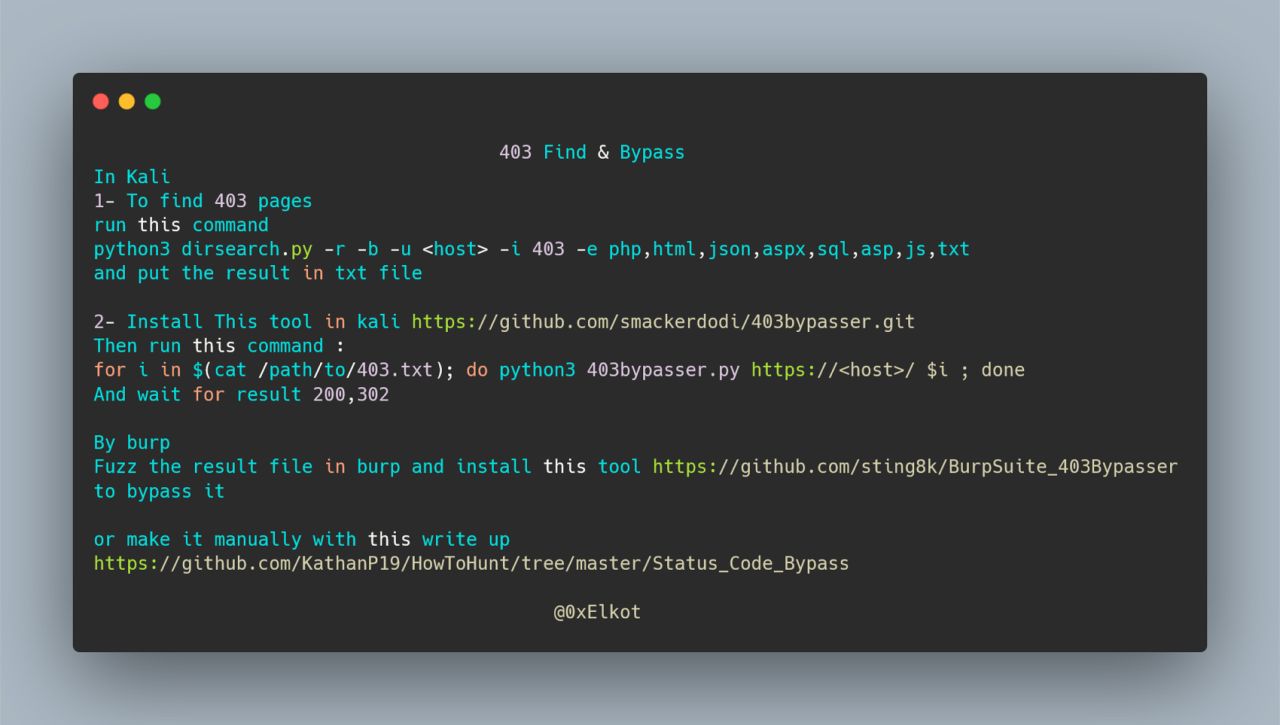 403 Find & Bypass
In Kali
1- To find 403 pages
run this command
python3 dirsearch.py -r -b -u <host> -i 403 -e php,html,json,aspx,sql,asp,js,txt
and put the result in txt file
2- Install This tool in kali https://github.com/smackerdodi/403bypasser.git
Then run this command :
for i in $(cat /path/to/403.txt); do python3 403bypasser.py https://<host>/ $i ; done
And wait for result 200,302
By burp
Fuzz the result file in burp and install this tool https://github.com/sting8k/BurpSuite_403Bypasser
to bypass it
or make it manually with this write up
https://github.com/KathanP19/HowToHunt/tree/master/Status_Code_Bypass
@0xElkot